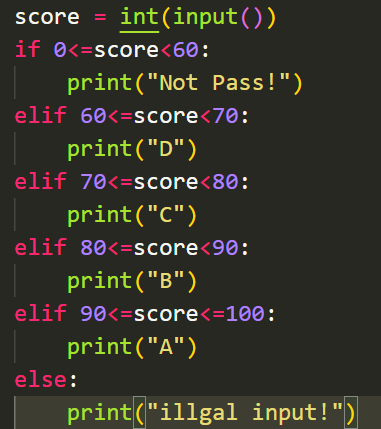 score = int(input())
if 0<=score<60:
    print("Not Pass!")
elif 60<=score<70:
    print("D")
elif 70<=score<80:
    print("C")
elif 80<=score<90:
    print("B")
elif 90<=score<=100:
    print("A")
else:
    print("illgal input!")